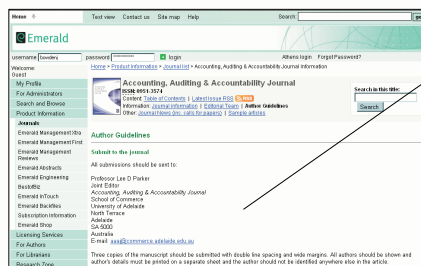 Home
Text view Contact us Site map Help
Search:
Emerald
username bowdenj password ************ login
Athens login Forgot Password?
Welcome:
Guest
Home > Product Information > Journal list > Accounting, Auditing & Accountability Journal Information
My Profile
For Administrators
Search and Browse
Product Information
Journals
Emerald Management Xtra
Emerald Management First
Emerald Management Reviews
Emerald Abstracts
Emerald Engineering
BestofBiz
Emerald InTouch
Emerald Backfiles
Subscription Information
Emerald Shop
Licensing Services
For Authors
For Librarians
Research Zone
Accounting, Auditing & Accountability Journal
ISSN: 0951-3574
Content: Table of Contents | Latest Issue RSS RSS
Information: Journal information | Editorial Team | Author Guidelines
Other: Journal News (inc. calls for papers) | Sample articles
Search in this title:
Search
Author Guidelines
Submit to the journal
All submissions should be sent to:
Professor Lee D Parker
Joint Editor
Accounting, Auditing & Accountability Journal
School of Commerce
University of Adelaide
North Terrace
Adelaide
SA 5000
Australia
E-mail: aaaj@commerce.adelaide.edu.au
Three copies of the manuscript should be submitted with double line spacing and wide margins. All authors should be shown and
author's details must be printed on a separate sheet and the author should not be identified anywhere else in the article.